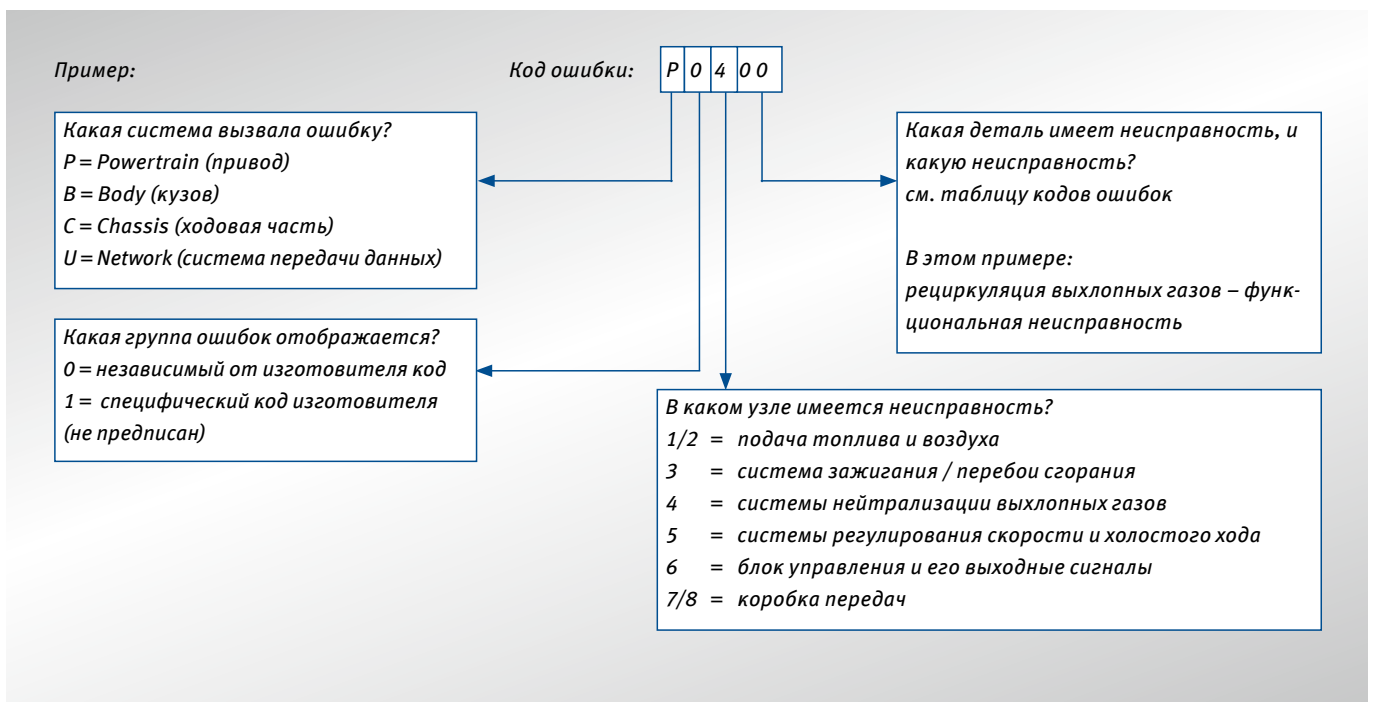 Пример:
Код ошибки: P 0 4 0 0
Какая система вызвала ошибку?
P = Powertrain (привод)
B = Body (кузов)
C = Chassis (ходовая часть)
U = Network (система передачи данных)
Какая деталь имеет неисправность, и
какую неисправность?
см. таблицу кодов ошибок
В этом примере:
рециркуляция выхлопных газов – функ-
циональная неисправность
Какая группа ошибок отображается?
0 = независимый от изготовителя код
1 = специфический код изготовителя
(не предписан)
В каком узле имеется неисправность?
1/2 = подача топлива и воздуха
3 = система зажигания / перебои сгорания
4 = системы нейтрализации выхлопных газов
5 = системы регулирования скорости и холостого хода
6 = блок управления и его выходные сигналы
7/8 = коробка передач